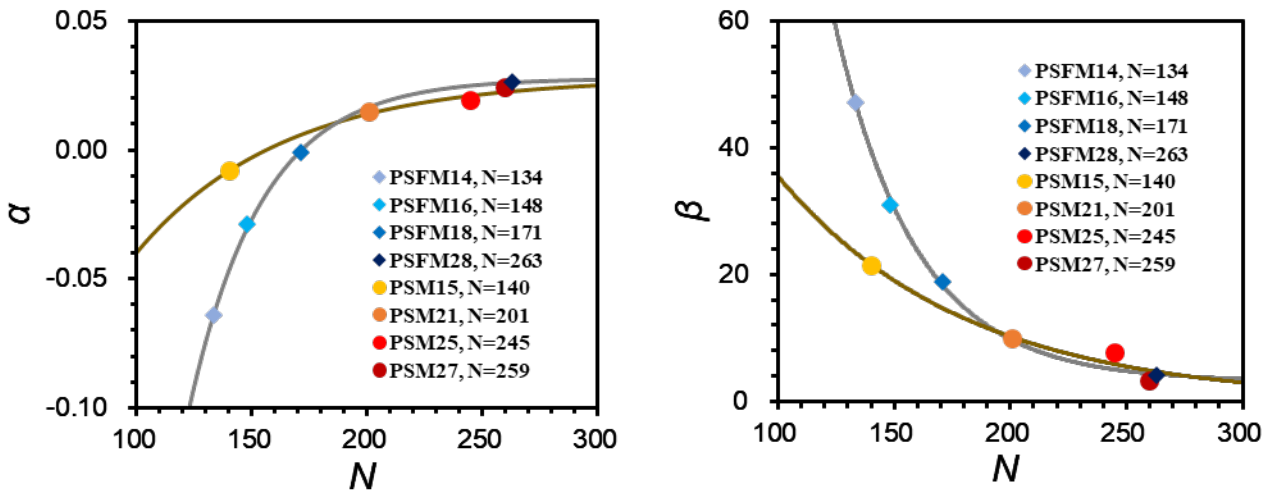 0.05
0.00
-0.05
-0.10
α
PSFM14, N=134
PSFM16, N=148
PSFM18, N=171
PSFM28, N=263
PSM15, N=140
PSM21, N=201
PSM25, N=245
PSM27, N=259
100 150 200 250 300
N
60
40
20
0
β
PSFM14, N=134
PSFM16, N=148
PSFM18, N=171
PSFM28, N=263
PSM15, N=140
PSM21, N=201
PSM25, N=245
PSM27, N=259
100 150 200 250 300
N